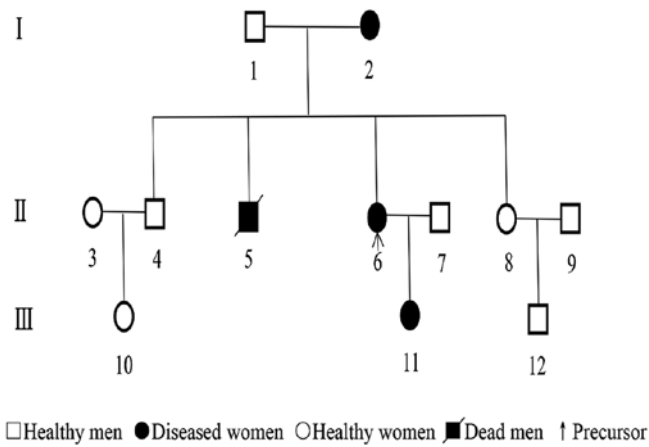 I
1 2
II
3 4 5 6 7 8 9
III
10 11 12
Healthy men Diseased women Healthy women Dead men ↑ Precursor